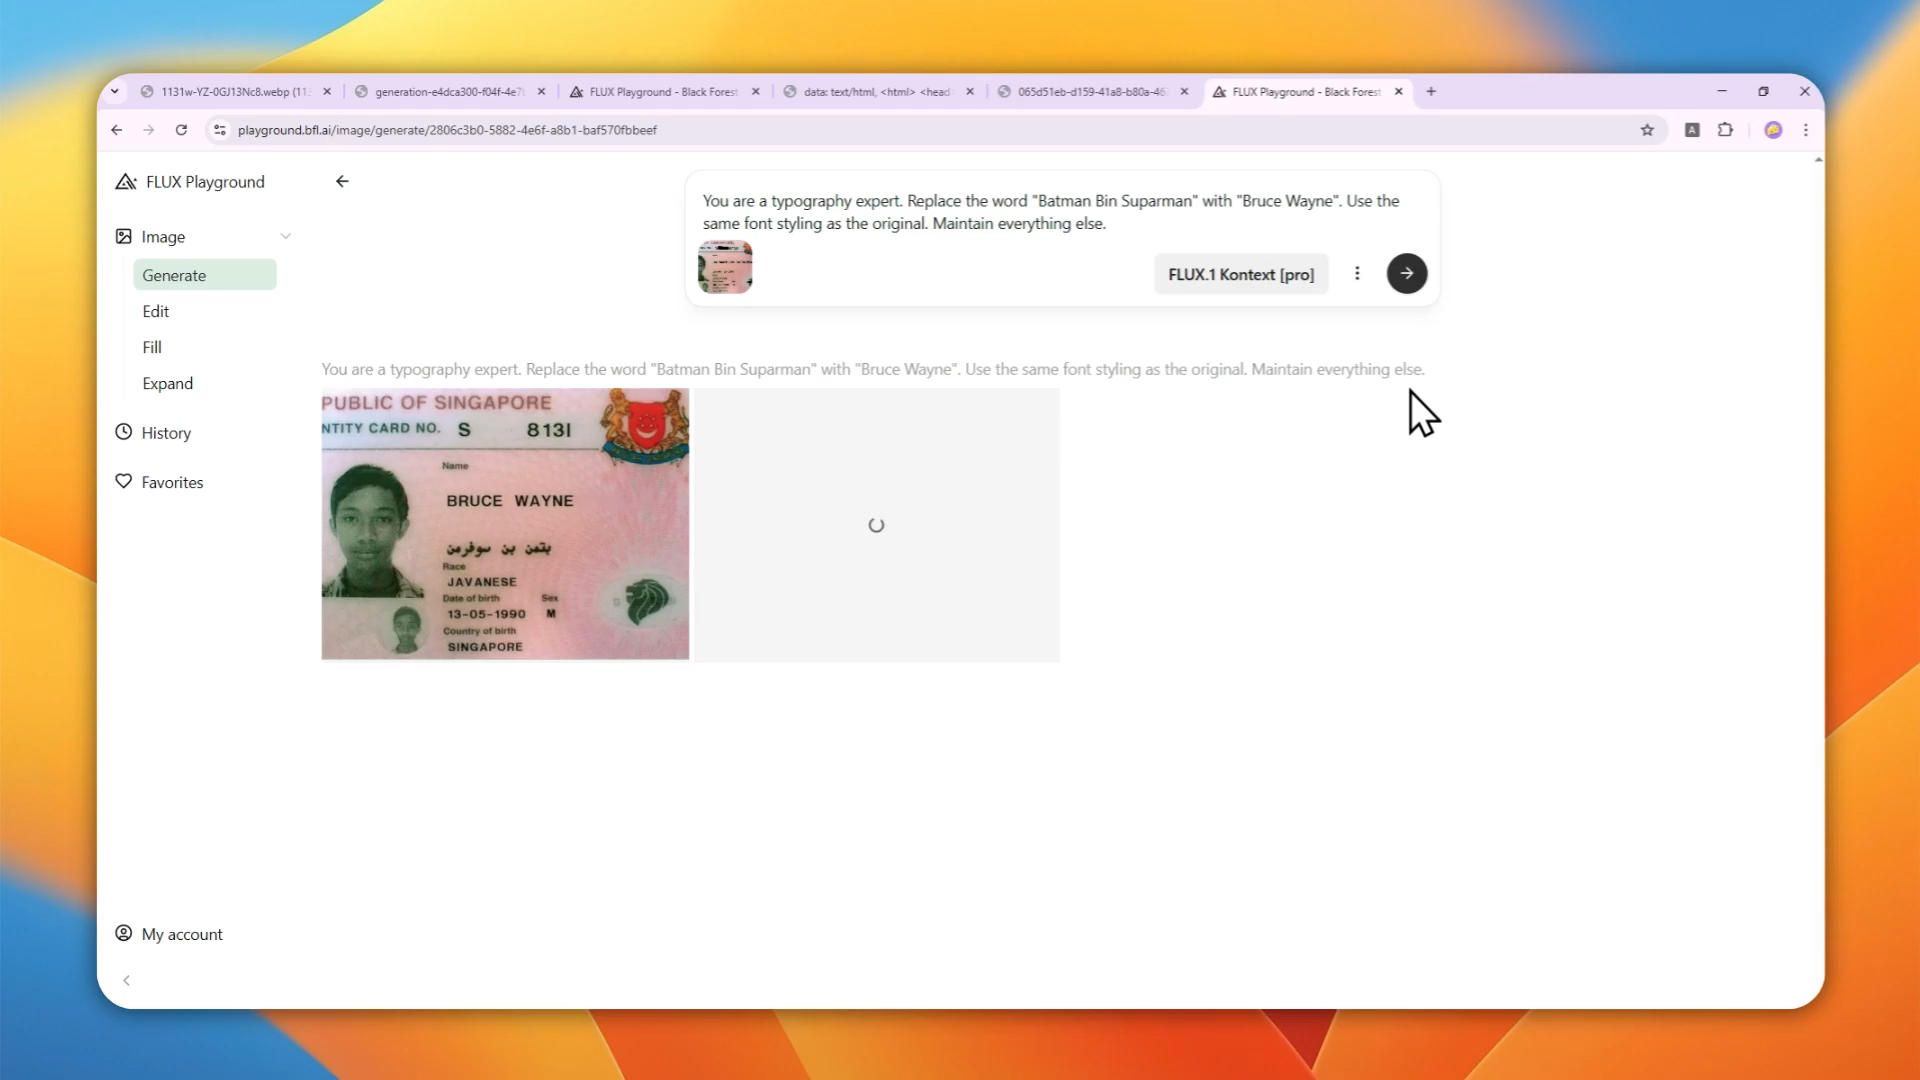 1131w-YZ-0GJ13Nc8.webp (11
generation-e4dca300-f04f-4e7
FLUX Playground - Black Forest
data: text/html, <html> <head
065d51eb-d159-41a8-b80a-46
FLUX Playground - Black Forest
playground.bfl.ai/image/generate/2806c3b0-5882-4e6f-a8b1-baf570fbbeef
A
FLUX Playground
Image
Generate
Edit
Fill
Expand
History
Favorites
My account
You are a typography expert. Replace the word "Batman Bin Suparman" with "Bruce Wayne". Use the
same font styling as the original. Maintain everything else.
FLUX.1 Kontext [pro]
You are a typography expert. Replace the word "Batman Bin Suparman" with "Bruce Wayne". Use the same font styling as the original. Maintain everything else.
PUBLIC OF SINGAPORE
NTITY CARD NO. S 813I
Name
BRUCE WAYNE
بتمن بن سوفرمن
Race
JAVANESE
Date of birth Sex
13-05-1990 M
Country of birth
SINGAPORE